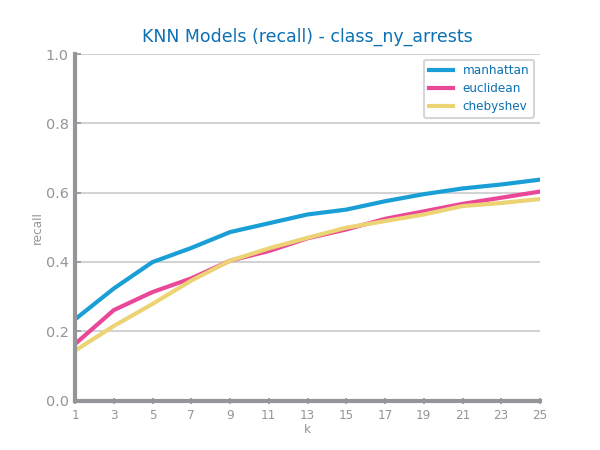 KNN Models (recall) - class_ny_arrests
manhattan
euclidean
chebyshev
1.0
0.8
0.6
0.4
0.2
0.0
recall
1 3 5 7 9 11 13 15 17 19 21 23 25
k